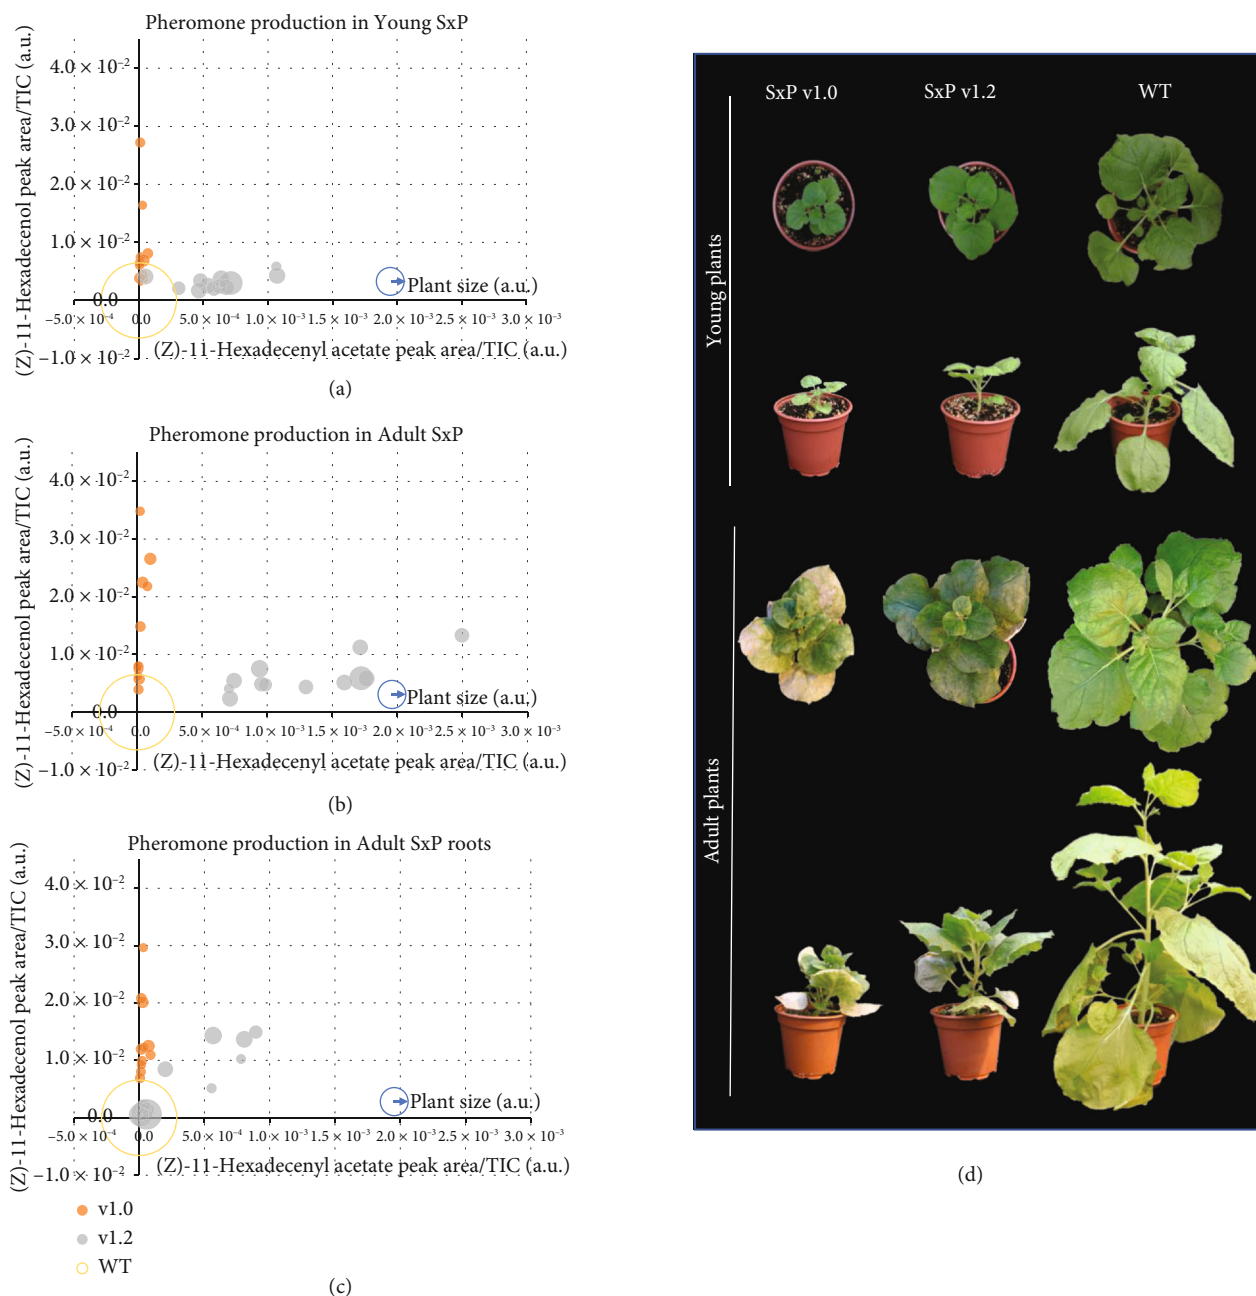 Pheromone production in Young SxP
(Z)-11-Hexadecenol peak area/TIC (a.u.)
4.0 × 10⁻²
3.0 × 10⁻²
2.0 × 10⁻²
1.0 × 10⁻²
0.0
−1.0 × 10⁻²
Plant size (a.u.)
−5.0 × 10⁻⁴ 0.0 5.0 × 10⁻⁴ 1.0 × 10⁻³ 1.5 × 10⁻³ 2.0 × 10⁻³ 2.5 × 10⁻³ 3.0 × 10⁻³
(Z)-11-Hexadecenyl acetate peak area/TIC (a.u.)
(a)
Pheromone production in Adult SxP
(Z)-11-Hexadecenol peak area/TIC (a.u.)
4.0 × 10⁻²
3.0 × 10⁻²
2.0 × 10⁻²
1.0 × 10⁻²
0.0
−1.0 × 10⁻²
Plant size (a.u.)
−5.0 × 10⁻⁴ 0.0 5.0 × 10⁻⁴ 1.0 × 10⁻³ 1.5 × 10⁻³ 2.0 × 10⁻³ 2.5 × 10⁻³ 3.0 × 10⁻³
(Z)-11-Hexadecenyl acetate peak area/TIC (a.u.)
(b)
Pheromone production in Adult SxP roots
(Z)-11-Hexadecenol peak area/TIC (a.u.)
4.0 × 10⁻²
3.0 × 10⁻²
2.0 × 10⁻²
1.0 × 10⁻²
0.0
−1.0 × 10⁻²
Plant size (a.u.)
−5.0 × 10⁻⁴ 0.0 5.0 × 10⁻⁴ 1.0 × 10⁻³ 1.5 × 10⁻³ 2.0 × 10⁻³ 2.5 × 10⁻³ 3.0 × 10⁻³
(Z)-11-Hexadecenyl acetate peak area/TIC (a.u.)
v1.0
v1.2
WT
(c)
SxP v1.0 SxP v1.2 WT
Young plants
Adult plants
(d)